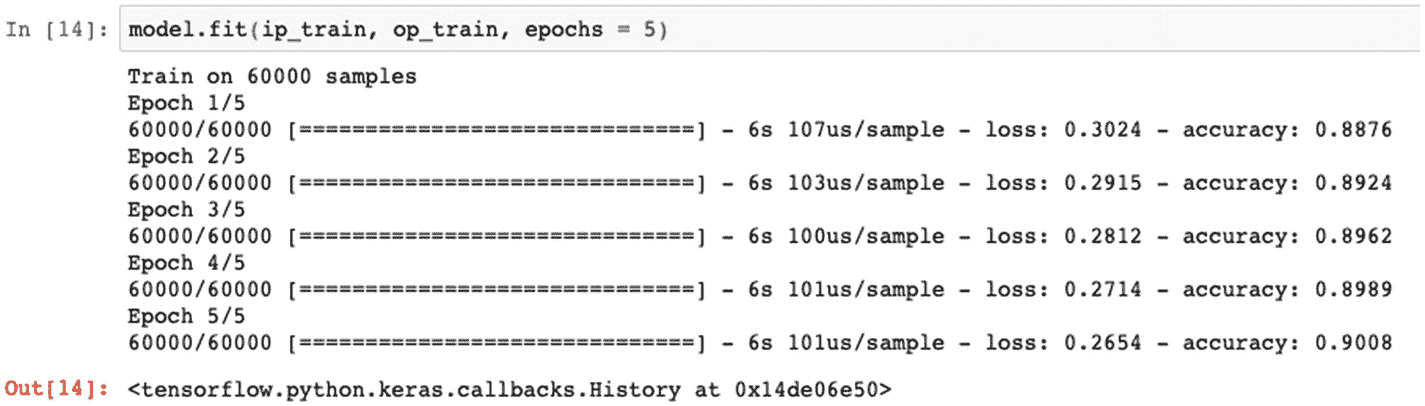 In [14]: model.fit(ip_train, op_train, epochs = 5)
Train on 60000 samples
Epoch 1/5
60000/60000 [==============================] - 6s 107us/sample - loss: 0.3024 - accuracy: 0.8876
Epoch 2/5
60000/60000 [==============================] - 6s 103us/sample - loss: 0.2915 - accuracy: 0.8924
Epoch 3/5
60000/60000 [==============================] - 6s 100us/sample - loss: 0.2812 - accuracy: 0.8962
Epoch 4/5
60000/60000 [==============================] - 6s 101us/sample - loss: 0.2714 - accuracy: 0.8989
Epoch 5/5
60000/60000 [==============================] - 6s 101us/sample - loss: 0.2654 - accuracy: 0.9008
Out[14]: <tensorflow.python.keras.callbacks.History at 0x14de06e50>